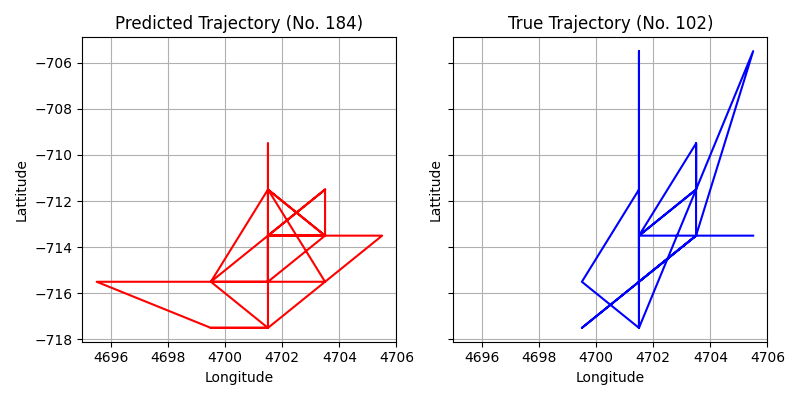 Predicted Trajectory (No. 184)
True Trajectory (No. 102)
−706
−708
−710
−712
−714
−716
−718
Lattitude
Lattitude
4696 4698 4700 4702 4704 4706
4696 4698 4700 4702 4704 4706
Longitude
Longitude